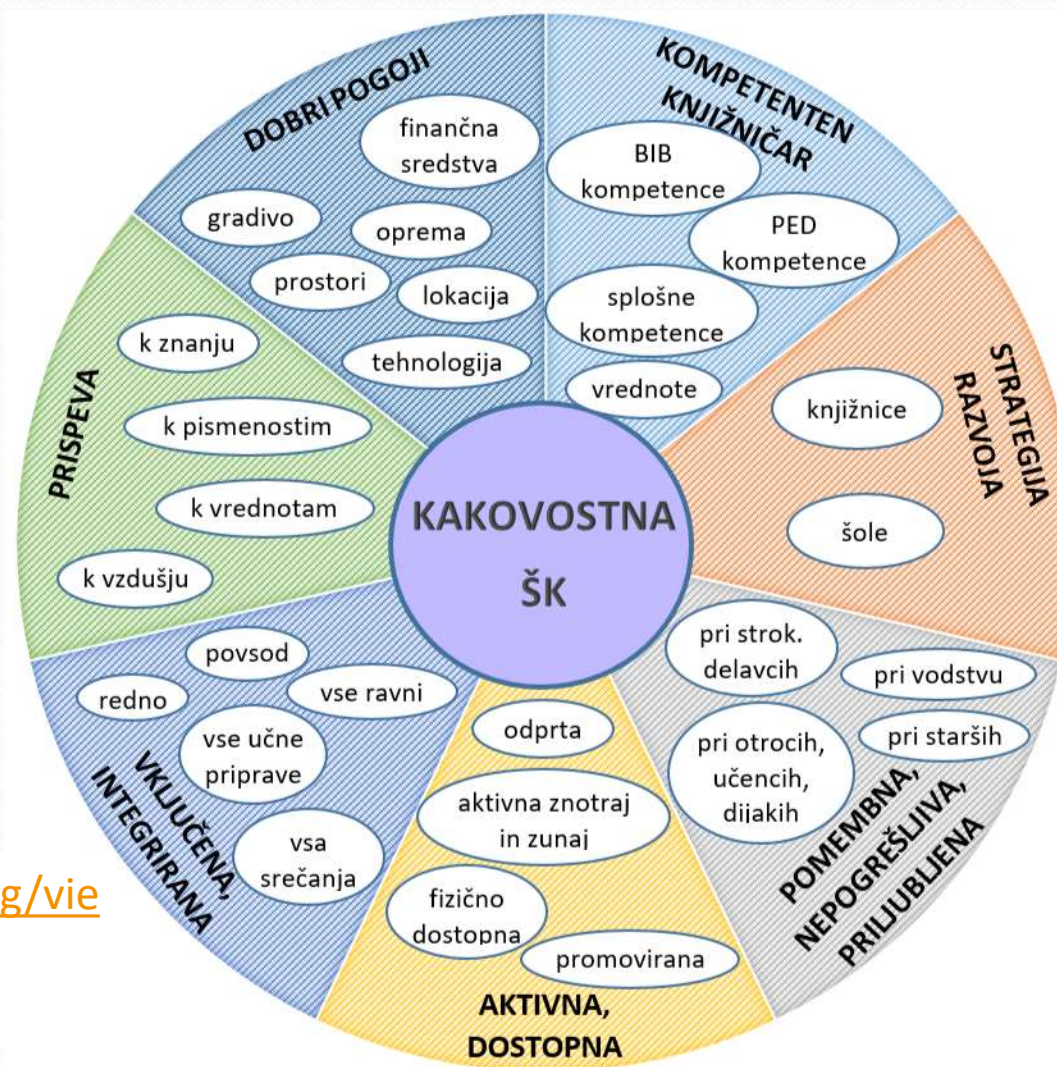 DOBRI POGOJI
finančna
sredstva
gradivo
oprema
prostori
lokacija
tehnologija
KOMPETENTEN
KNJIŽNIČAR
BIB
kompetence
PED
kompetence
splošne
kompetence
vrednote
STRATEGIJA
RAZVOJA
knjižnice
šole
POMEMBNA,
NEPOGREŠLJIVA,
PRILJUBLJENA
pri strok.
delavcih
pri vodstvu
pri starših
pri otrocih,
učencih,
dijakih
AKTIVNA,
DOSTOPNA
odprta
aktivna znotraj
in zunaj
fizično
dostopna
promovirana
VKLJUČENA,
INTEGRIRANA
povsod
redno
vse ravni
vse učne
priprave
vsa
srečanja
PRISPEVA
k znanju
k pismenostim
k vrednotam
k vzdušju
KAKOVOSTNA
ŠK
g/vie